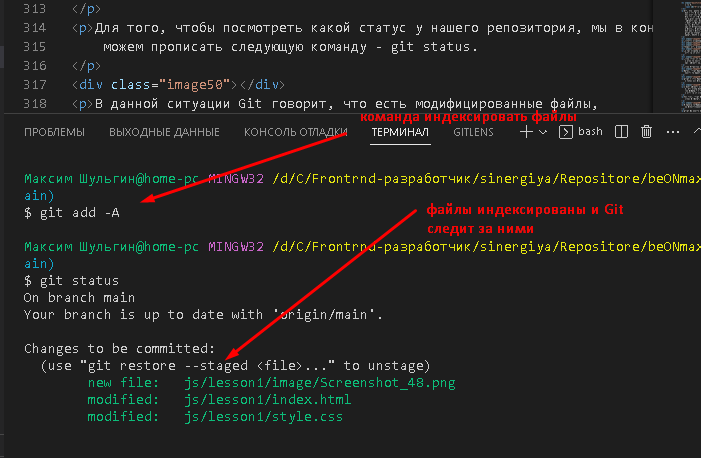 313 </p>
314 <p>Для того, чтобы посмотреть какой статус у нашего репозитория, мы в кон
315 можем прописать следующую команду - git status.
316 </p>
317 <div class="image50"></div>
318 <p>В данной ситуации Git говорит, что есть модифицированные файлы,
команда индексировать файлы
ПРОБЛЕМЫ ВЫХОДНЫЕ ДАННЫЕ КОНСОЛЬ ОТЛАДКИ ТЕРМИНАЛ GITLENS bash
Максим Шульгин@home-pc MINGW32 /d/C/Frontrnd-разработчик/sinergiya/Repositore/beONmax
ain)
$ git add -A
файлы индексированы и Git
следит за ними
Максим Шульгин@home-pc MINGW32 /d/C/Frontrnd-разработчик/sinergiya/Repositore/beONmax
ain)
$ git status
On branch main
Your branch is up to date with 'origin/main'.
Changes to be committed:
(use "git restore --staged <file>..." to unstage)
new file: js/lesson1/image/Screenshot_48.png
modified: js/lesson1/index.html
modified: js/lesson1/style.css